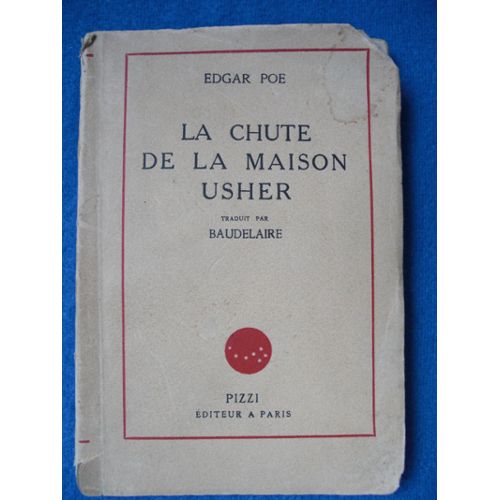 EDGAR POE
LA CHUTE
DE LA MAISON
USHER
TRADUIT PAR
BAUDELAIRE
PIZZI
ÉDITEUR A PARIS